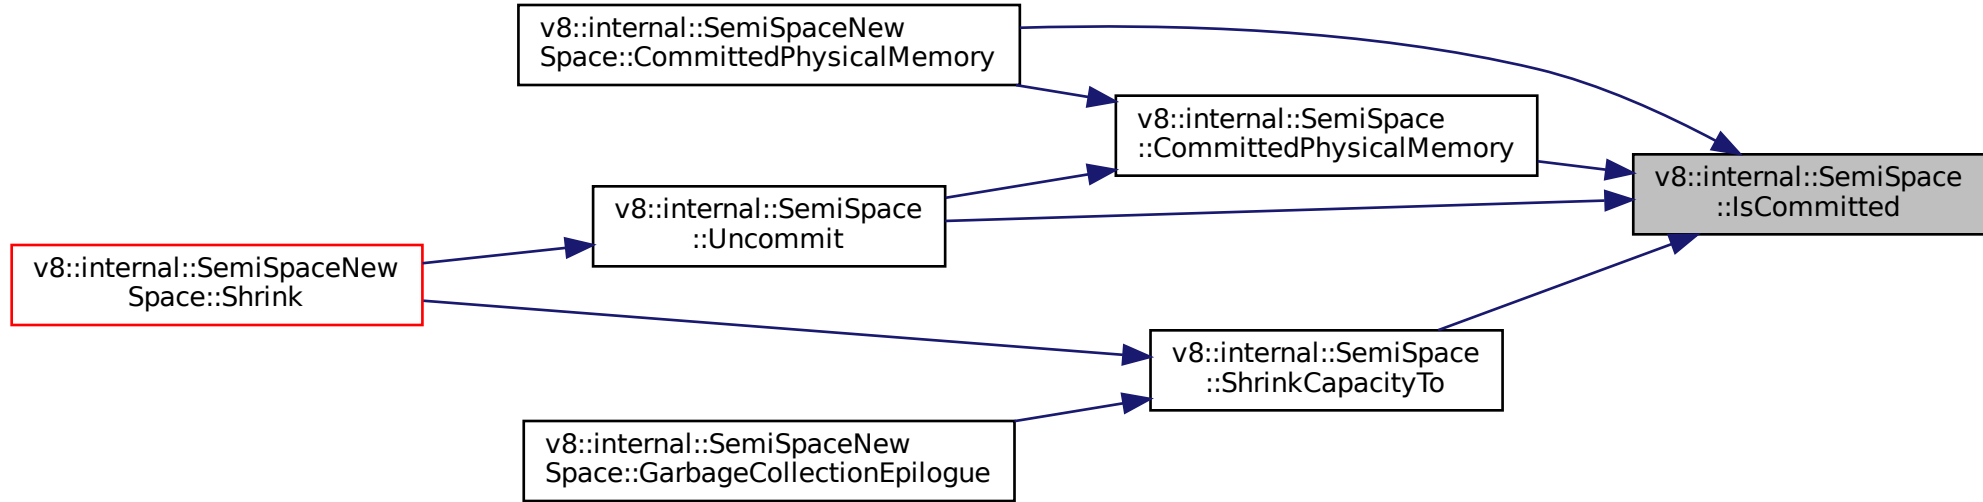 v8::internal::SemiSpaceNew
Space::CommittedPhysicalMemory
v8::internal::SemiSpace
::CommittedPhysicalMemory
v8::internal::SemiSpace
::IsCommitted
v8::internal::SemiSpace
::Uncommit
v8::internal::SemiSpaceNew
Space::Shrink
v8::internal::SemiSpace
::ShrinkCapacityTo
v8::internal::SemiSpaceNew
Space::GarbageCollectionEpilogue